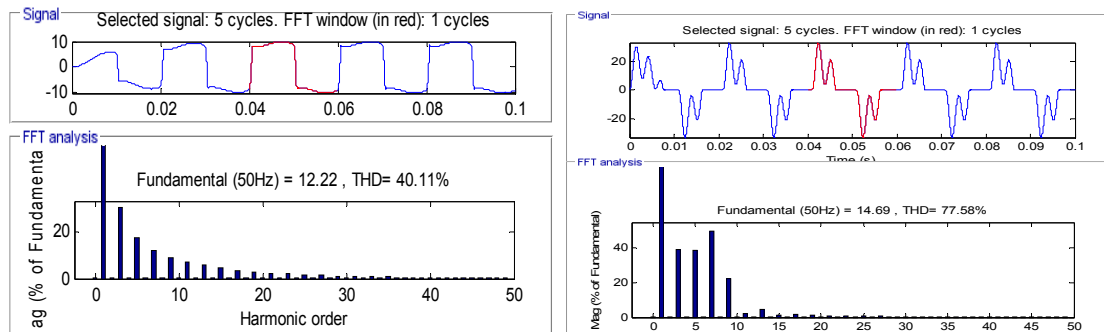 Signal
Selected signal: 5 cycles. FFT window (in red): 1 cycles
10
0
-10
0 0.02 0.04 0.06 0.08 0.1
FFT analysis
Fundamental (50Hz) = 12.22 , THD= 40.11%
ag (% of Fundamenta
20
0
0 10 20 30 40 50
Harmonic order
Signal
Selected signal: 5 cycles. FFT window (in red): 1 cycles
20
0
-20
0 0.01 0.02 0.03 0.04 0.05 0.06 0.07 0.08 0.09 0.1
Time (s)
FFT analysis
Fundamental (50Hz) = 14.69 , THD= 77.58%
Mag (% of Fundamental)
40
20
0
0 5 10 15 20 25 30 35 40 45 50